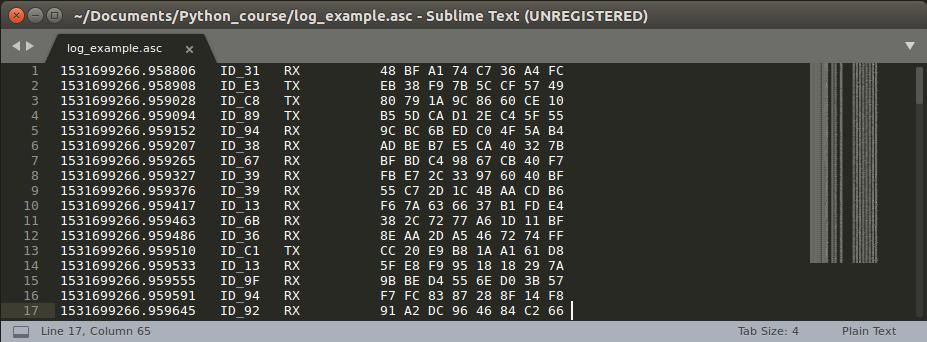 ~/Documents/Python_course/log_example.asc - Sublime Text (UNREGISTERED)
log_example.asc ×
1 1531699266.958806 ID_31 RX 48 BF A1 74 C7 36 A4 FC
2 1531699266.958908 ID_E3 TX EB 38 F9 7B 5C CF 57 49
3 1531699266.959028 ID_C8 TX 80 79 1A 9C 86 60 CE 10
4 1531699266.959094 ID_89 TX B5 5D CA D1 2E C4 5F 55
5 1531699266.959152 ID_94 RX 9C BC 6B ED C0 4F 5A B4
6 1531699266.959207 ID_38 RX AD BE B7 E5 CA 40 32 7B
7 1531699266.959265 ID_67 RX BF BD C4 98 67 CB 40 F7
8 1531699266.959327 ID_39 RX FB E7 2C 33 97 60 40 BF
9 1531699266.959376 ID_39 RX 55 C7 2D 1C 4B AA CD B6
10 1531699266.959417 ID_13 RX F6 7A 63 66 37 B1 FD E4
11 1531699266.959463 ID_6B RX 38 2C 72 77 A6 1D 11 BF
12 1531699266.959486 ID_36 RX 8E AA 2D A5 46 72 74 FF
13 1531699266.959510 ID_C1 TX CC 20 E9 B8 1A A1 61 D8
14 1531699266.959533 ID_13 RX 5F E8 F9 95 18 18 29 7A
15 1531699266.959555 ID_9F RX 9B BE D4 55 6E D0 3B 57
16 1531699266.959591 ID_94 RX F7 FC 83 87 28 8F 14 F8
17 1531699266.959645 ID_92 RX 91 A2 DC 96 46 84 C2 66
Line 17, Column 65 Tab Size: 4 Plain Text